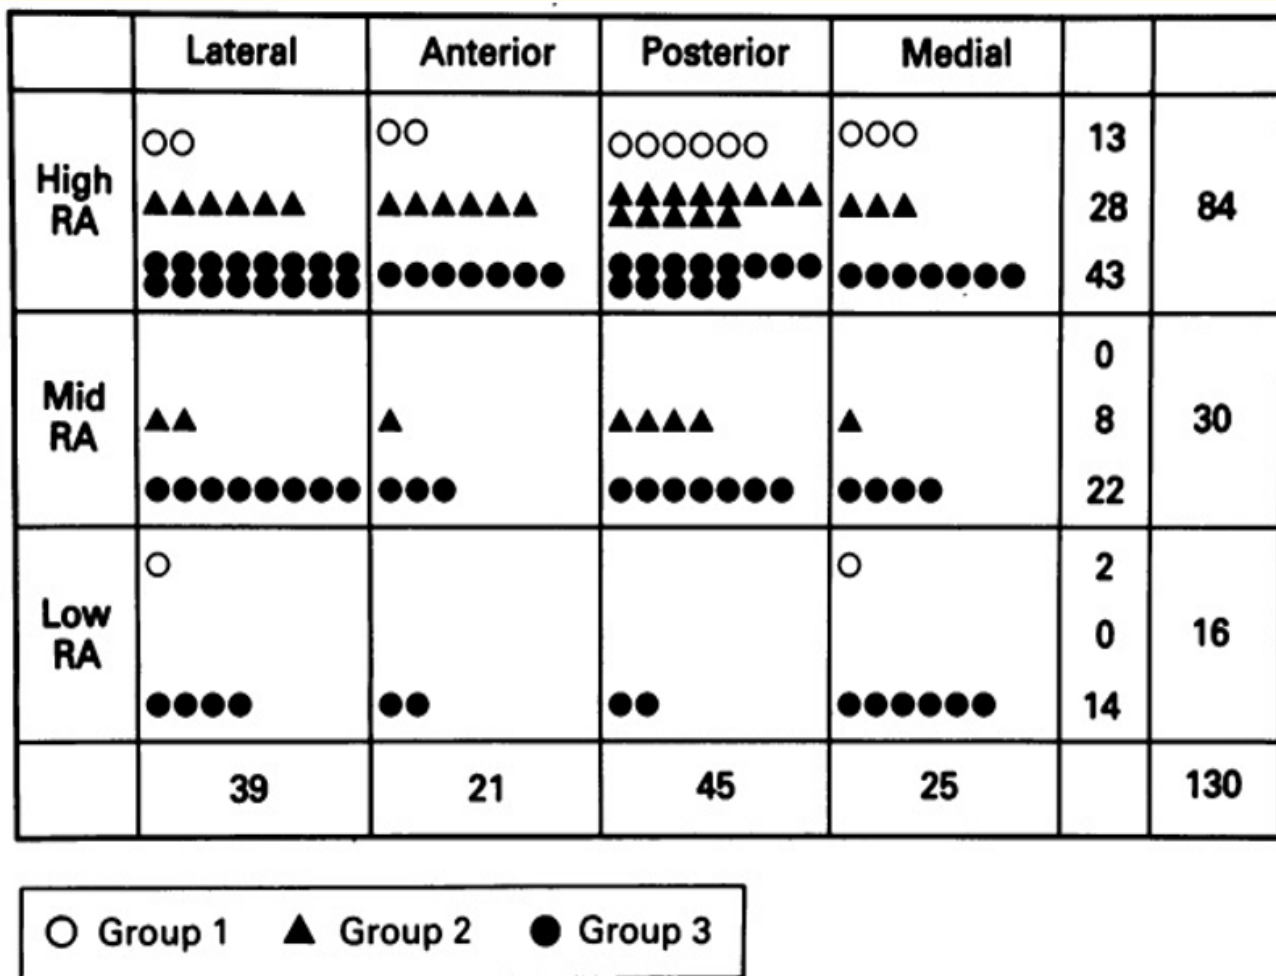 Lateral Anterior Posterior Medial
High RA 13
28 84
43
Mid RA 0
8 30
22
Low RA 2
0 16
14
39 21 45 25 130
Group 1 Group 2 Group 3